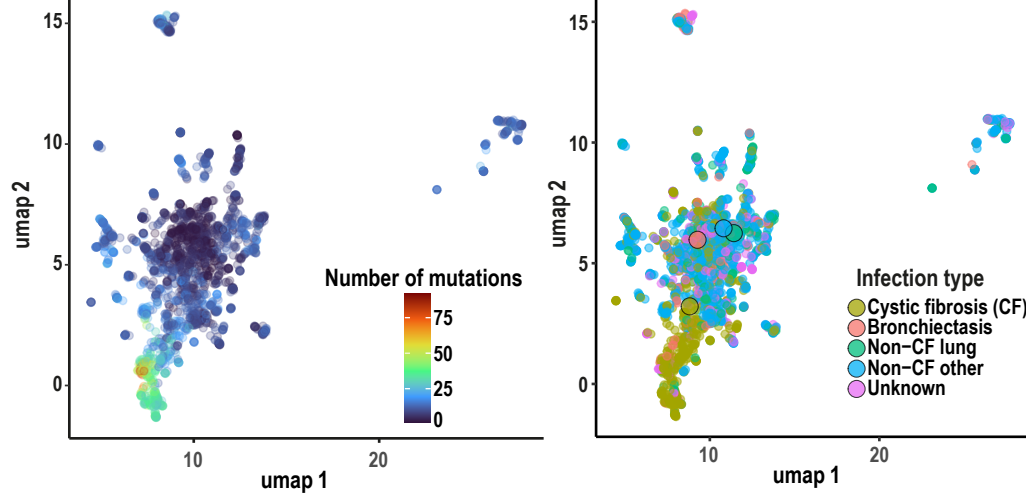 15
10
5
0
umap 2
10
20
umap 1
Number of mutations
75
50
25
0
15
10
5
0
umap 2
10
20
umap 1
Infection type
Cystic fibrosis (CF)
Bronchiectasis
Non−CF lung
Non−CF other
Unknown